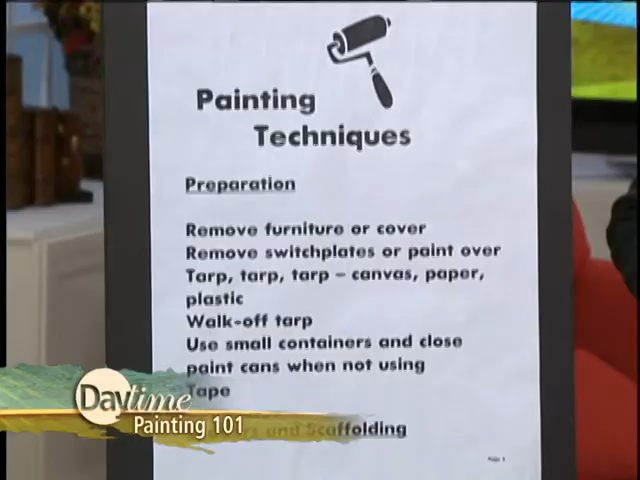 Painting
Techniques
Preparation
Remove furniture or cover
Remove switchplates or paint over
Tarp, tarp, tarp – canvas, paper,
plastic
Walk-off tarp
Use small containers and close
paint cans when not using
Tape
and Scaffolding
Daytime
Painting 101